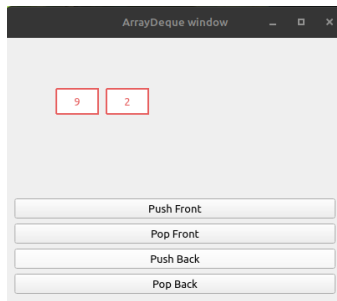 ArrayDeque window
9 2
Push Front
Pop Front
Push Back
Pop Back